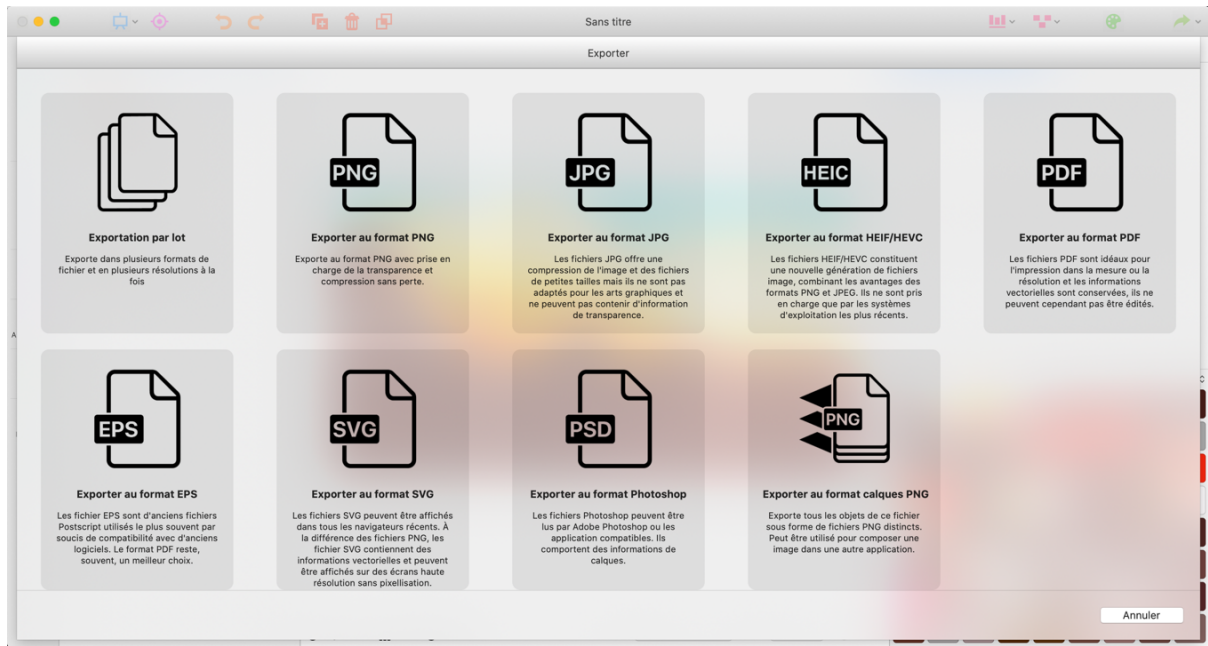 Sans titre
Exporter
Exportation par lot
Exporte dans plusieurs formats de
fichier et en plusieurs résolutions à la
fois
PNG
Exporter au format PNG
Exporte au format PNG avec prise en
charge de la transparence et
compression sans perte.
JPG
Exporter au format JPG
Les fichiers JPG offre une
compression de l'image et des fichiers
de petites tailles mais ils ne sont pas
adaptés pour les arts graphiques et
ne peuvent pas contenir d'information
de transparence.
HEIC
Exporter au format HEIF/HEVC
Les fichiers HEIF/HEVC constituent
une nouvelle génération de fichiers
image, combinant les avantages des
formats PNG et JPEG. Ils ne sont pris
en charge que par les systèmes
d'exploitation les plus récents.
PDF
Exporter au format PDF
Les fichiers PDF sont idéaux pour
l'impression dans la mesure ou la
résolution et les informations
vectorielles sont conservées, ils ne
peuvent cependant pas être édités.
EPS
Exporter au format EPS
Les fichier EPS sont d'anciens fichiers
Postscript utilisés le plus souvent par
soucis de compatibilité avec d'anciens
logiciels. Le format PDF reste,
souvent, un meilleur choix.
SVG
Exporter au format SVG
Les fichiers SVG peuvent être affichés
dans tous les navigateurs récents. À
la différence des fichiers PNG, les
fichier SVG contiennent des
informations vectorielles et peuvent
être affichés sur des écrans haute
résolution sans pixellisation.
PSD
Exporter au format Photoshop
Les fichiers Photoshop peuvent être
lus par Adobe Photoshop ou les
application compatibles. Ils
comportent des informations de
calques.
PNG
Exporter au format calques PNG
Exporte tous les objets de ce fichier
sous forme de fichiers PNG distincts.
Peut être utilisé pour composer une
image dans une autre application.
Annuler